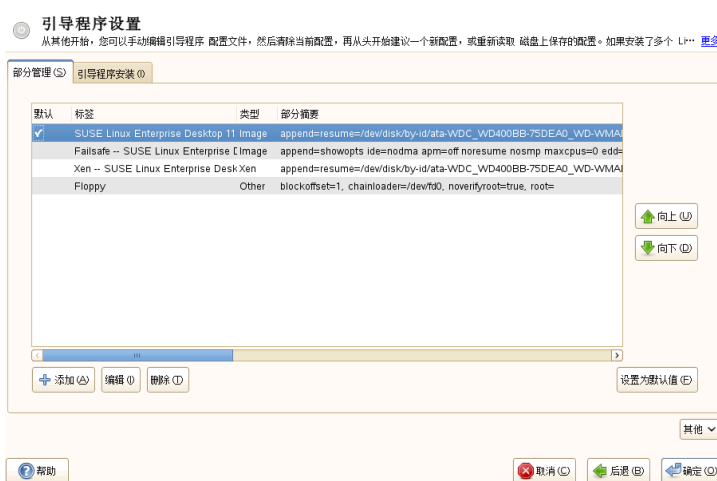 引导程序设置
从其他开始，您可以手动编辑引导程序 配置文件，然后清除当前配置，再从头开始建议一个新配置，或重新读取 磁盘上保存的配置。如果安装了多个 Li… 更多
部分管理(S) 引导程序安装(I)
默认 标签 类型 部分摘要
SUSE Linux Enterprise Desktop 11 Image append=resume=/dev/disk/by-id/ata-WDC_WD400BB-75DEA0_WD-WMA
Failsafe -- SUSE Linux Enterprise Image append=showopts ide=nodma apm=off noresume nosmp maxcpus=0 edd=
Xen -- SUSE Linux Enterprise Desk Xen append=resume=/dev/disk/by-id/ata-WDC_WD400BB-75DEA0_WD-WMA
Floppy Other blockoffset=1, chainloader=/dev/fd0, noverifyroot=true, root=
向上(U)
向下(D)
添加(A) 编辑(I) 删除(T) 设置为默认值(F)
其他
帮助 取消(C) 后退(B) 确定(O)